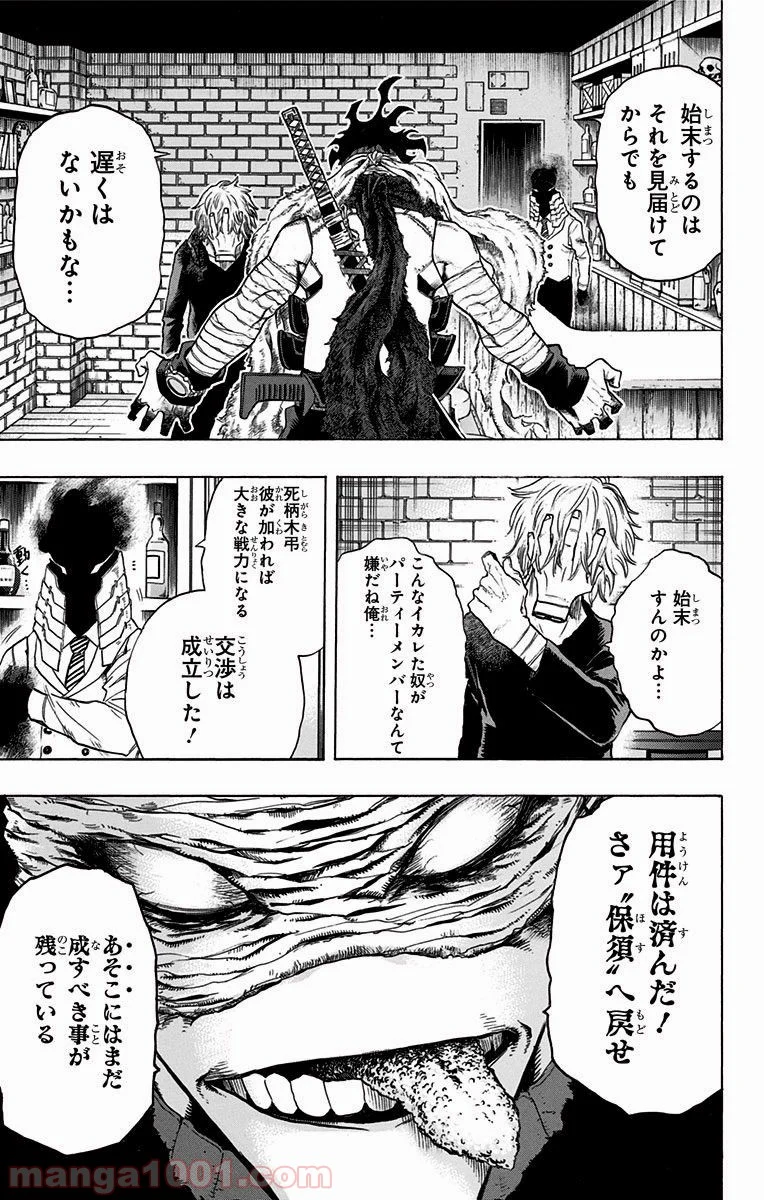 始末するのは
それを見届けて
からでも
遅くは
ないかもな…
始末
すんのかよ…
こんなイカレた奴が
パーティーメンバーなんて
嫌だね俺…
死柄木弔
彼が加われば
大きな戦力になる
交渉は
成立した！
用件は済んだ！
さァ〝保須〟へ戻せ
あそこにはまだ
成すべき事が
残っている
manga1001.com